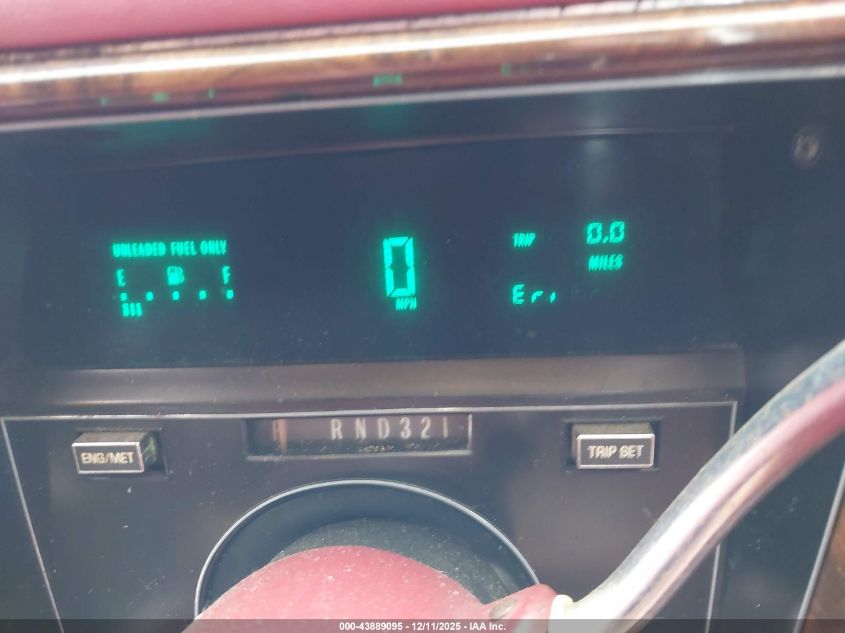 UNLEADED FUEL ONLY
E F
0
MPH
TRIP 0.0
MILES
Err
ENG/MET
RND321
TRIP SET
000-43889095 - 12/11/2025 - IAA Inc.